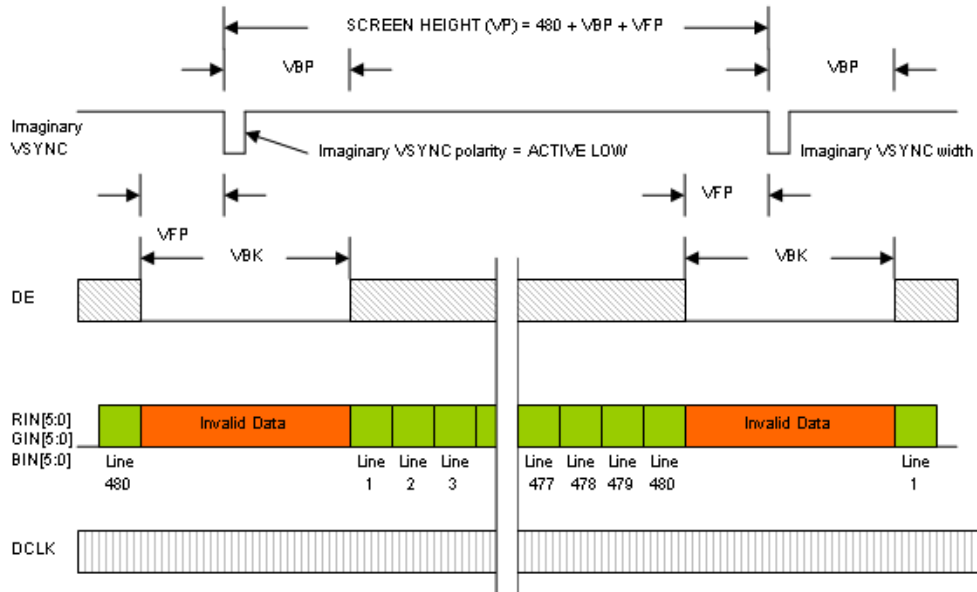 SCREEN HEIGHT (VP) = 480 + VBP + VFP
VBP
VBP
Imaginary
VSYNC
Imaginary VSYNC polarity = ACTIVE LOW
Imaginary VSYNC width
VFP
VFP
VBK
VBK
DE
RIN[5:0]
GIN[5:0]
BIN[5:0]
Invalid Data
Invalid Data
Line
480
Line
1
Line
2
Line
3
Line
477
Line
478
Line
479
Line
480
Line
1
DCLK